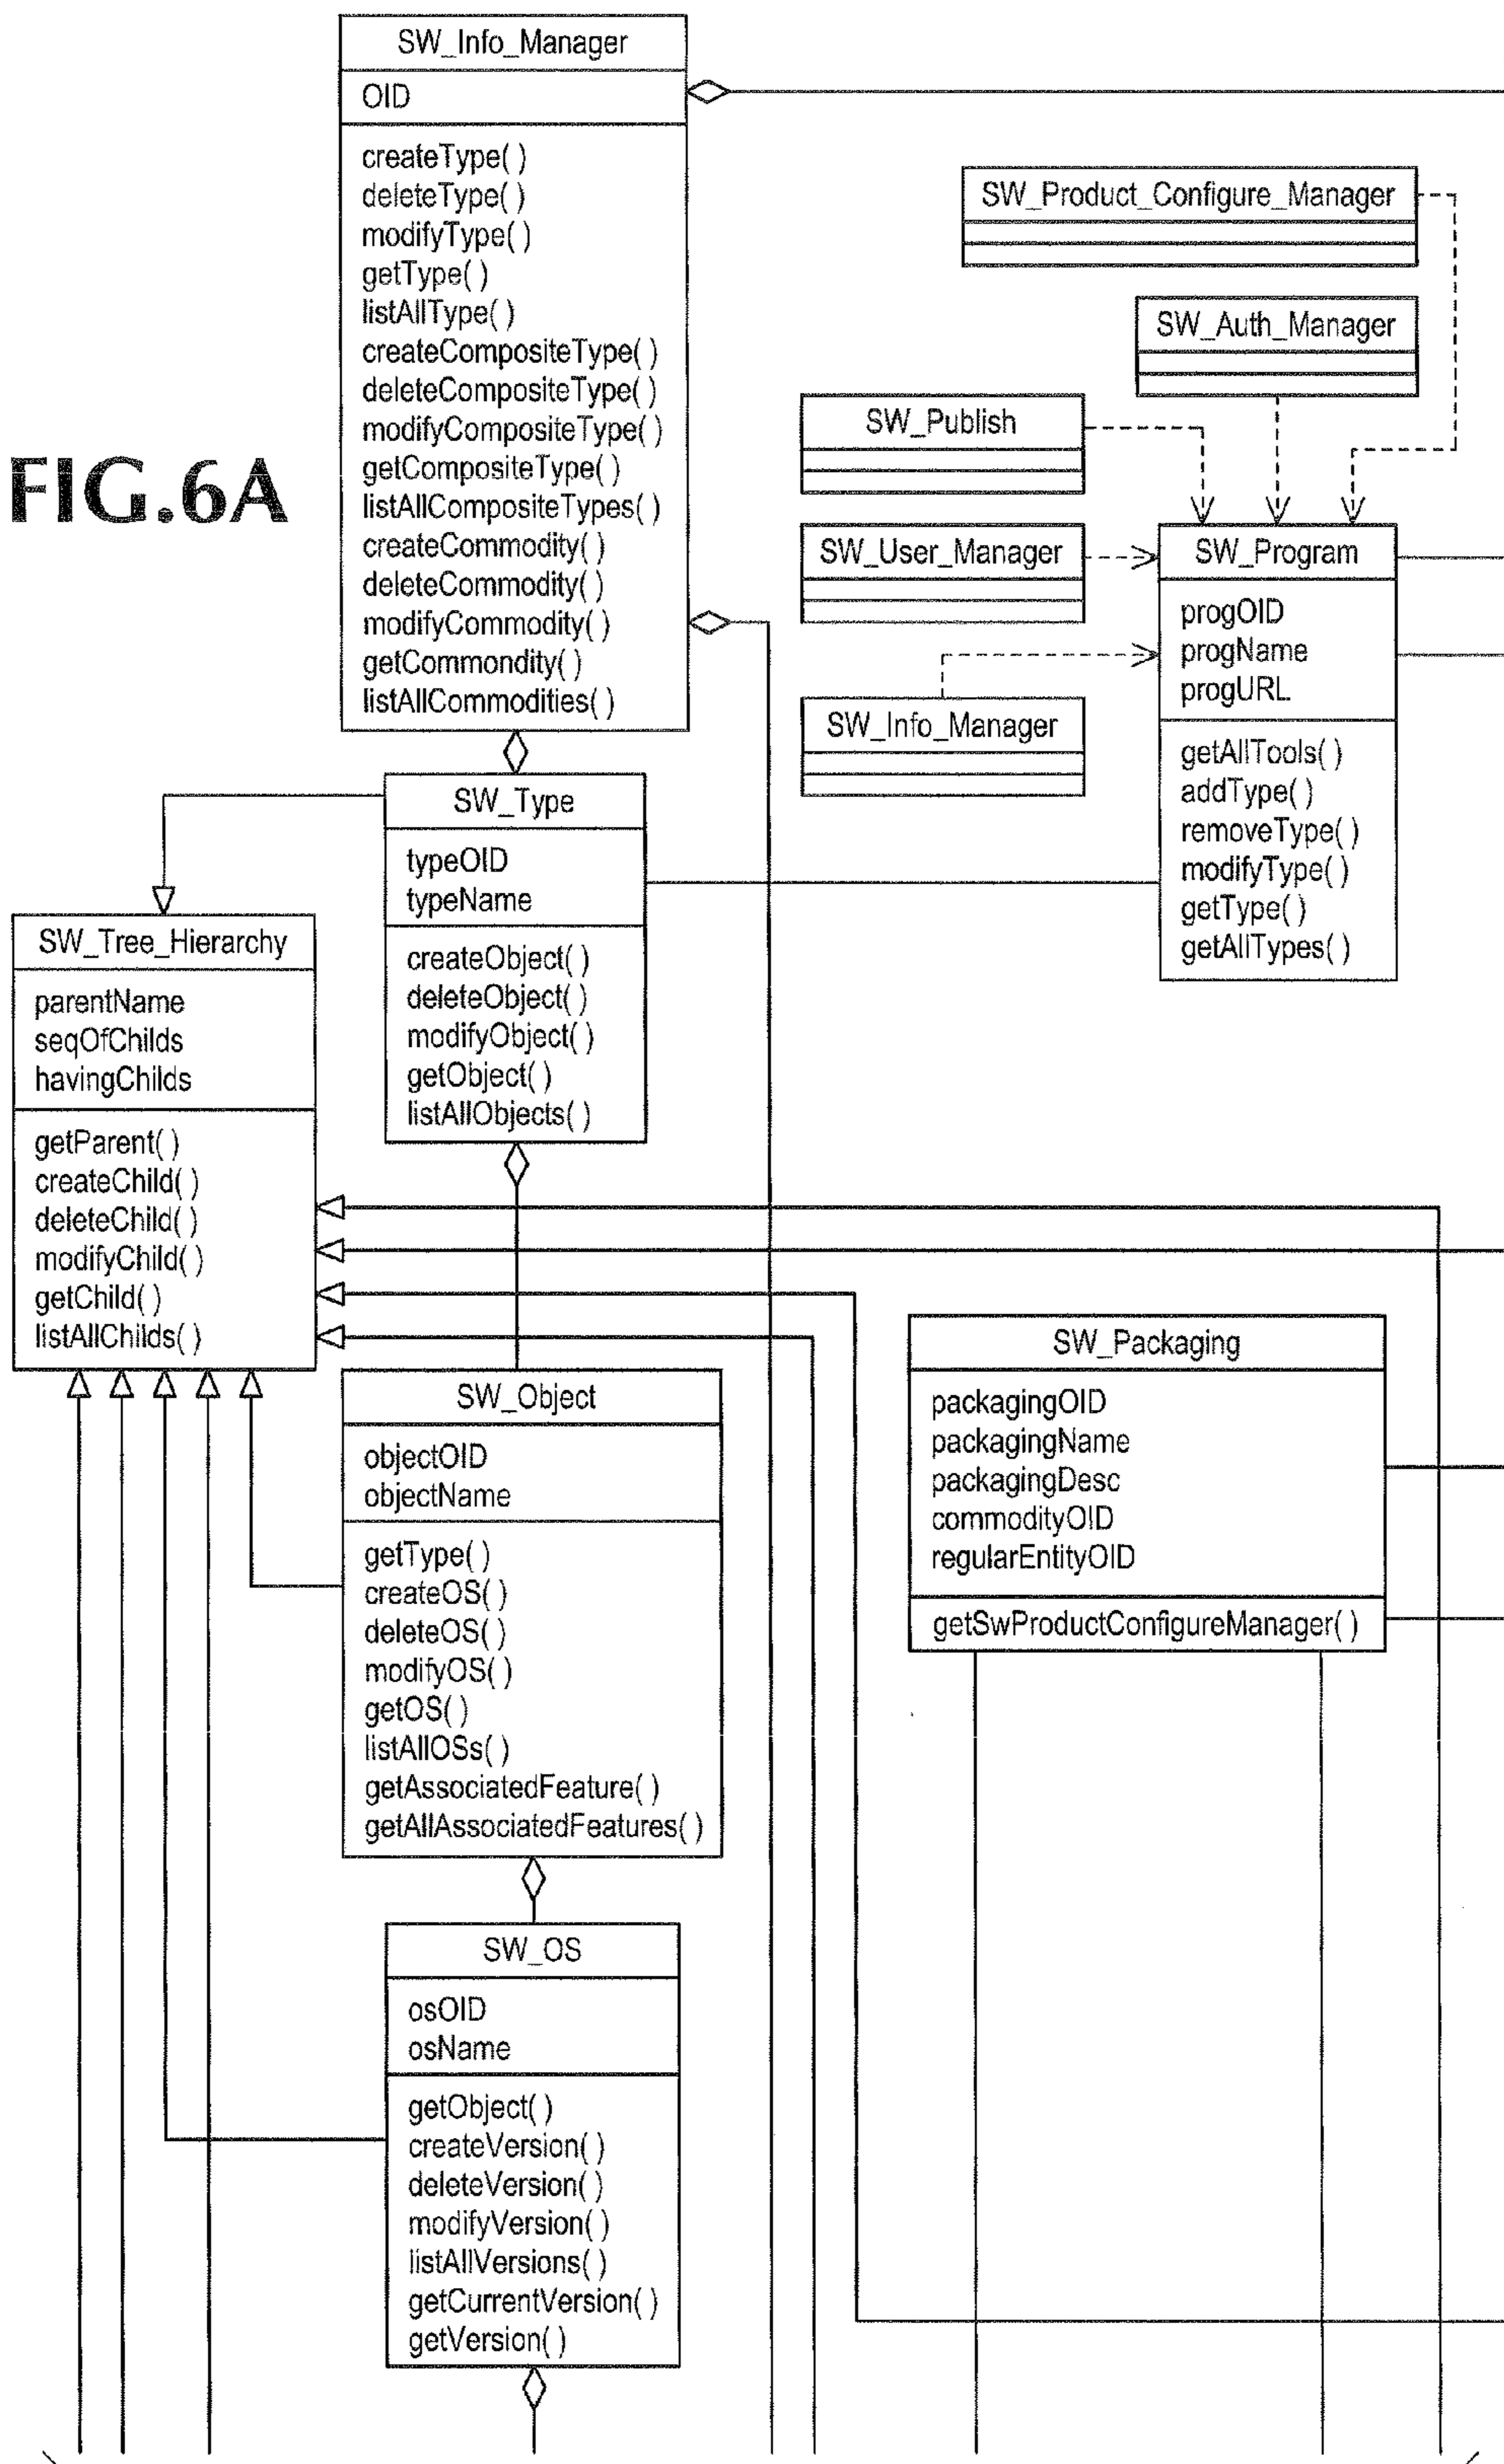 SW_Info_Manager
OID
createType( )
deleteType( )
modifyType( )
getType( )
listAllType( )
createCompositeType( )
deleteCompositeType( )
modifyCompositeType( )
getCompositeType( )
listAllCompositeTypes( )
createCommodity( )
deleteCommodity( )
modifyCommodity( )
getCommondity( )
listAllCommodities( )
FIG.6A
SW_Product_Configure_Manager
SW_Auth_Manager
SW_Publish
SW_User_Manager
SW_Info_Manager
SW_Program
progOID
progName
progURL
getAllTools( )
addType( )
removeType( )
modifyType( )
getType( )
getAllTypes( )
SW_Type
typeOID
typeName
createObject( )
deleteObject( )
modifyObject( )
getObject( )
listAllObjects( )
SW_Tree_Hierarchy
parentName
seqOfChilds
havingChilds
getParent( )
createChild( )
deleteChild( )
modifyChild( )
getChild( )
listAllChilds( )
SW_Object
objectOID
objectName
getType( )
createOS( )
deleteOS( )
modifyOS( )
getOS( )
listAllOSs( )
getAssociatedFeature( )
getAllAssociatedFeatures( )
SW_Packaging
packagingOID
packagingName
packagingDesc
commodityOID
regularEntityOID
getSwProductConfigureManager( )
SW_OS
osOID
osName
getObject( )
createVersion( )
deleteVersion( )
modifyVersion( )
listAllVersions( )
getCurrentVersion( )
getVersion( )